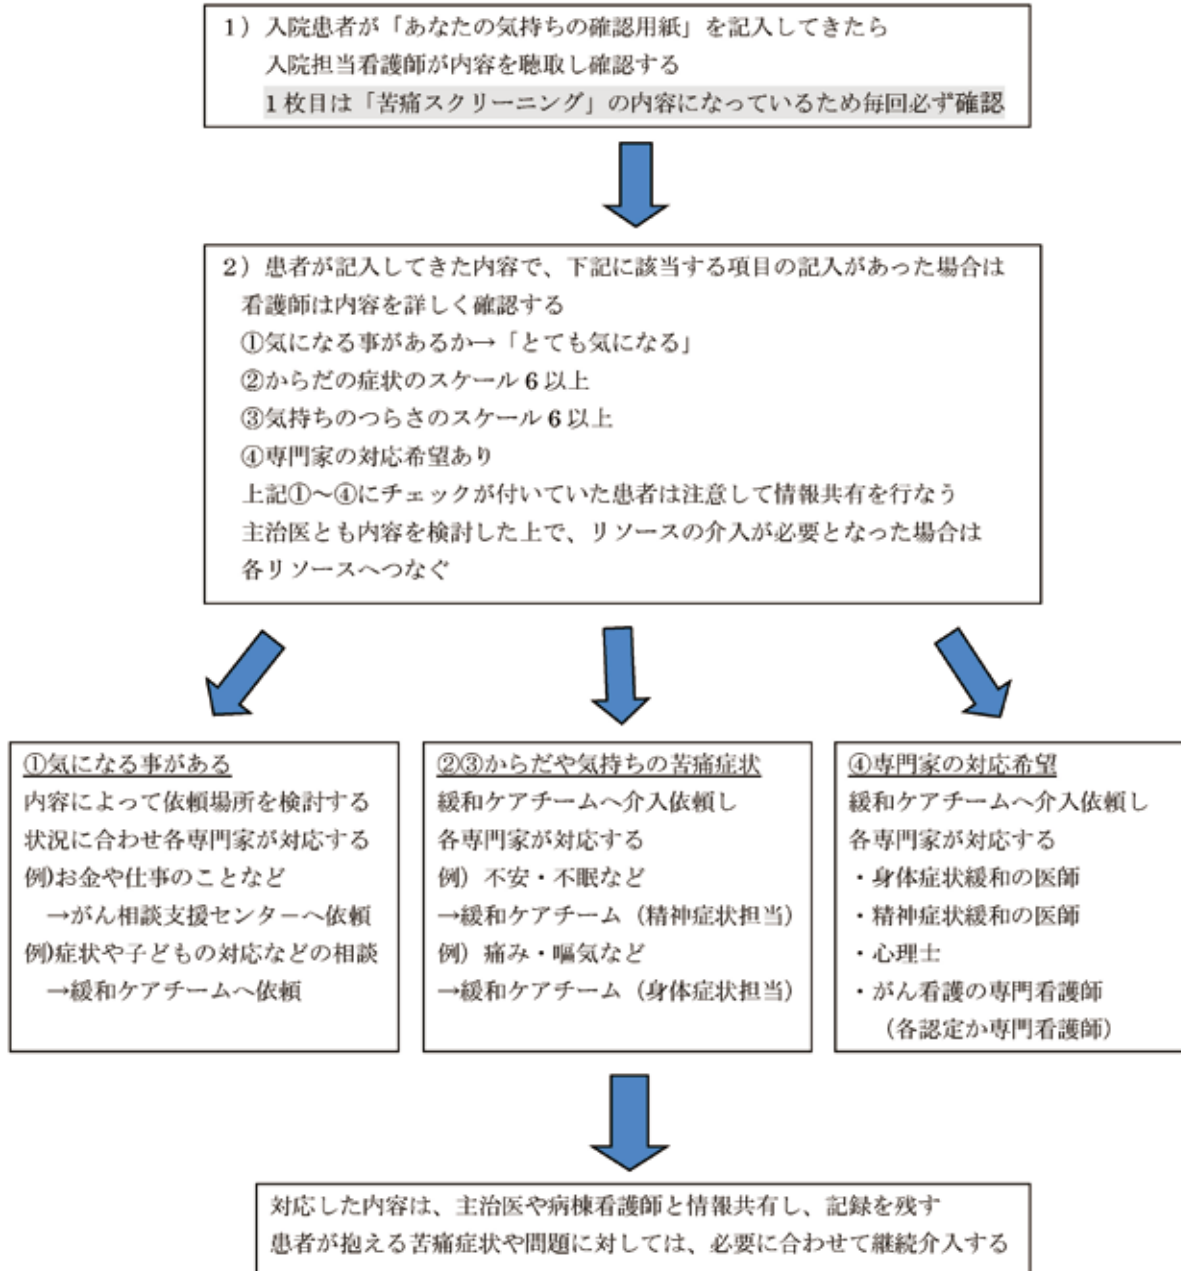 1）入院患者が「あなたの気持ちの確認用紙」を記入してきたら
入院担当看護師が内容を聴取し確認する
1枚目は「苦痛スクリーニング」の内容になっているため毎回必ず確認
2）患者が記入してきた内容で、下記に該当する項目の記入があった場合は
看護師は内容を詳しく確認する
①気になる事があるか→「とても気になる」
②からだの症状のスケール 6 以上
③気持ちのつらさのスケール 6 以上
④専門家の対応希望あり
上記①～④にチェックが付いていた患者は注意して情報共有を行なう
主治医とも内容を検討した上で、リソースの介入が必要となった場合は
各リソースへつなぐ
①気になる事がある
内容によって依頼場所を検討する
状況に合わせ各専門家が対応する
例)お金や仕事のことなど
→がん相談支援センターへ依頼
例)症状や子どもの対応などの相談
→緩和ケアチームへ依頼
②③からだや気持ちの苦痛症状
緩和ケアチームへ介入依頼し
各専門家が対応する
例）不安・不眠など
→緩和ケアチーム（精神症状担当）
例）痛み・嘔気など
→緩和ケアチーム（身体症状担当）
④専門家の対応希望
緩和ケアチームへ介入依頼し
各専門家が対応する
・身体症状緩和の医師
・精神症状緩和の医師
・心理士
・がん看護の専門看護師
（各認定か専門看護師）
対応した内容は、主治医や病棟看護師と情報共有し、記録を残す
患者が抱える苦痛症状や問題に対しては、必要に合わせて継続介入する